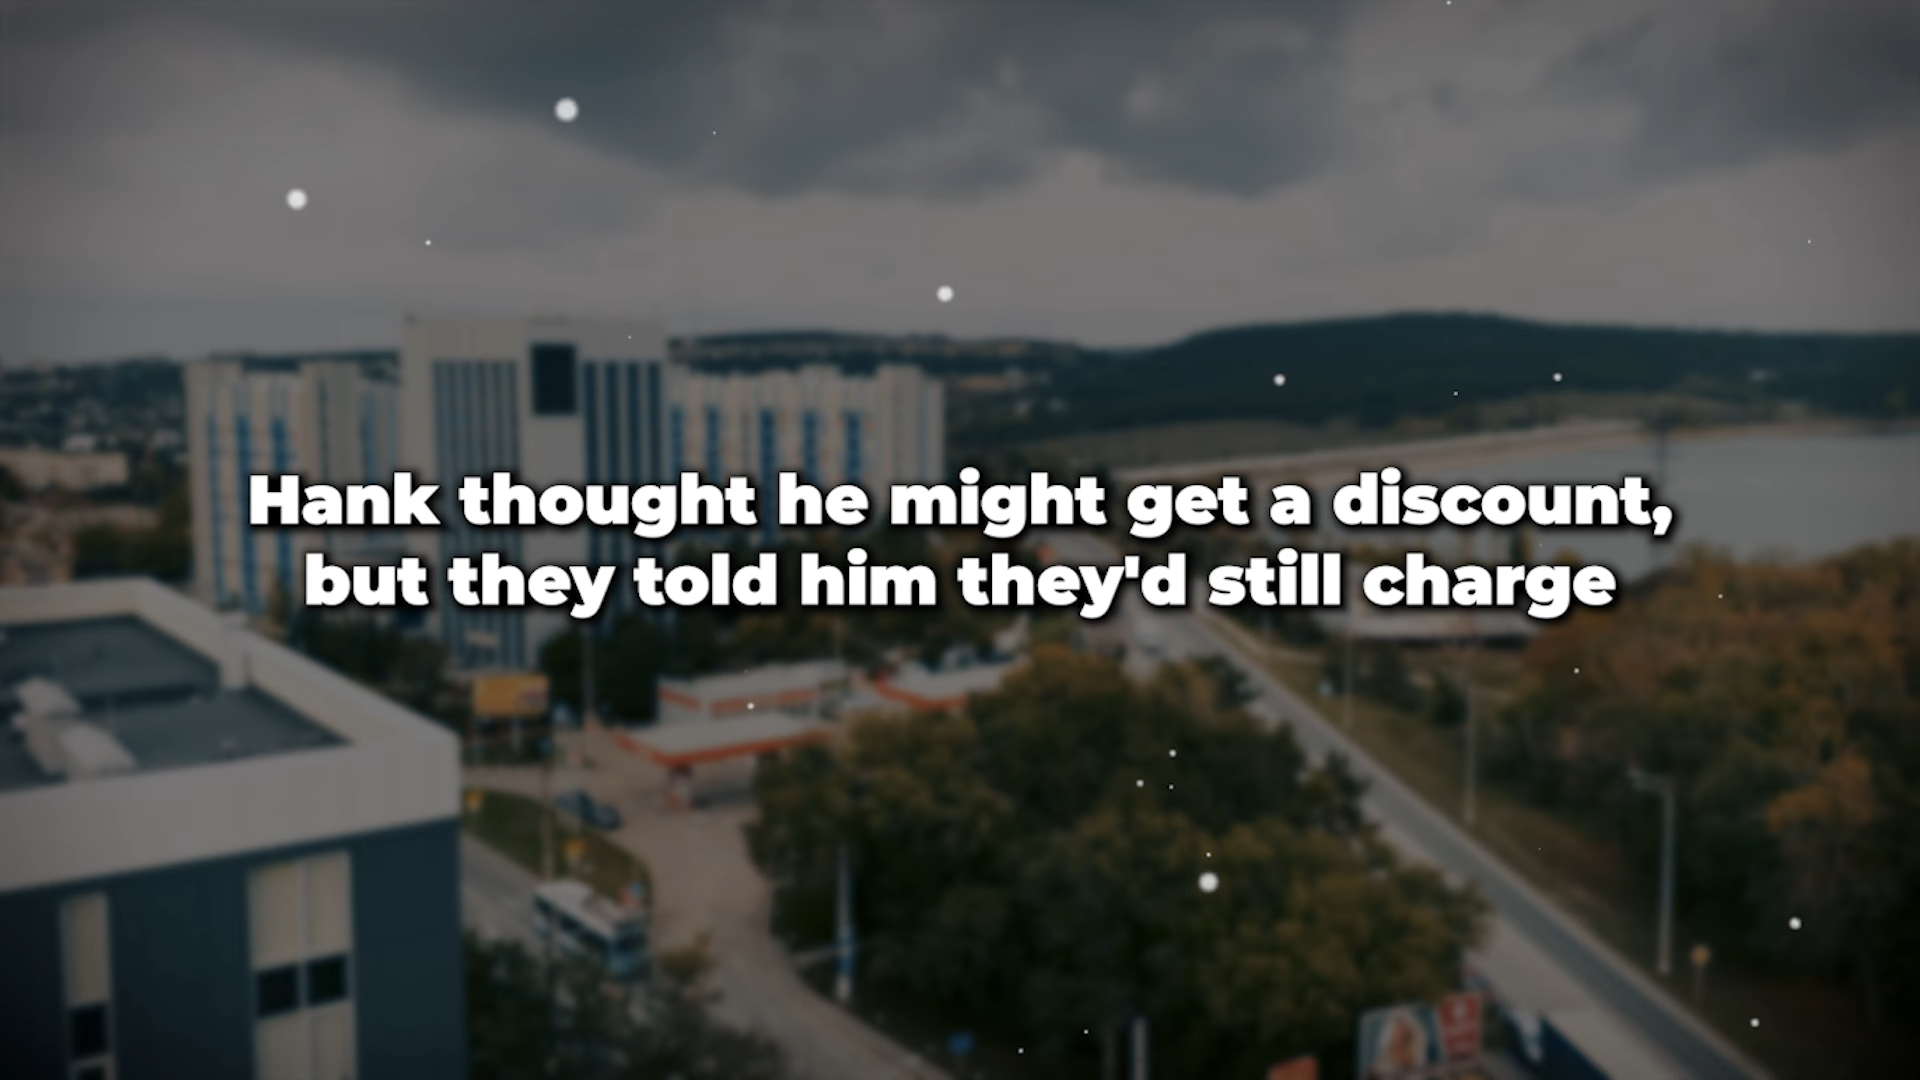 Hank thought he might get a discount,
but they told him they'd still charge